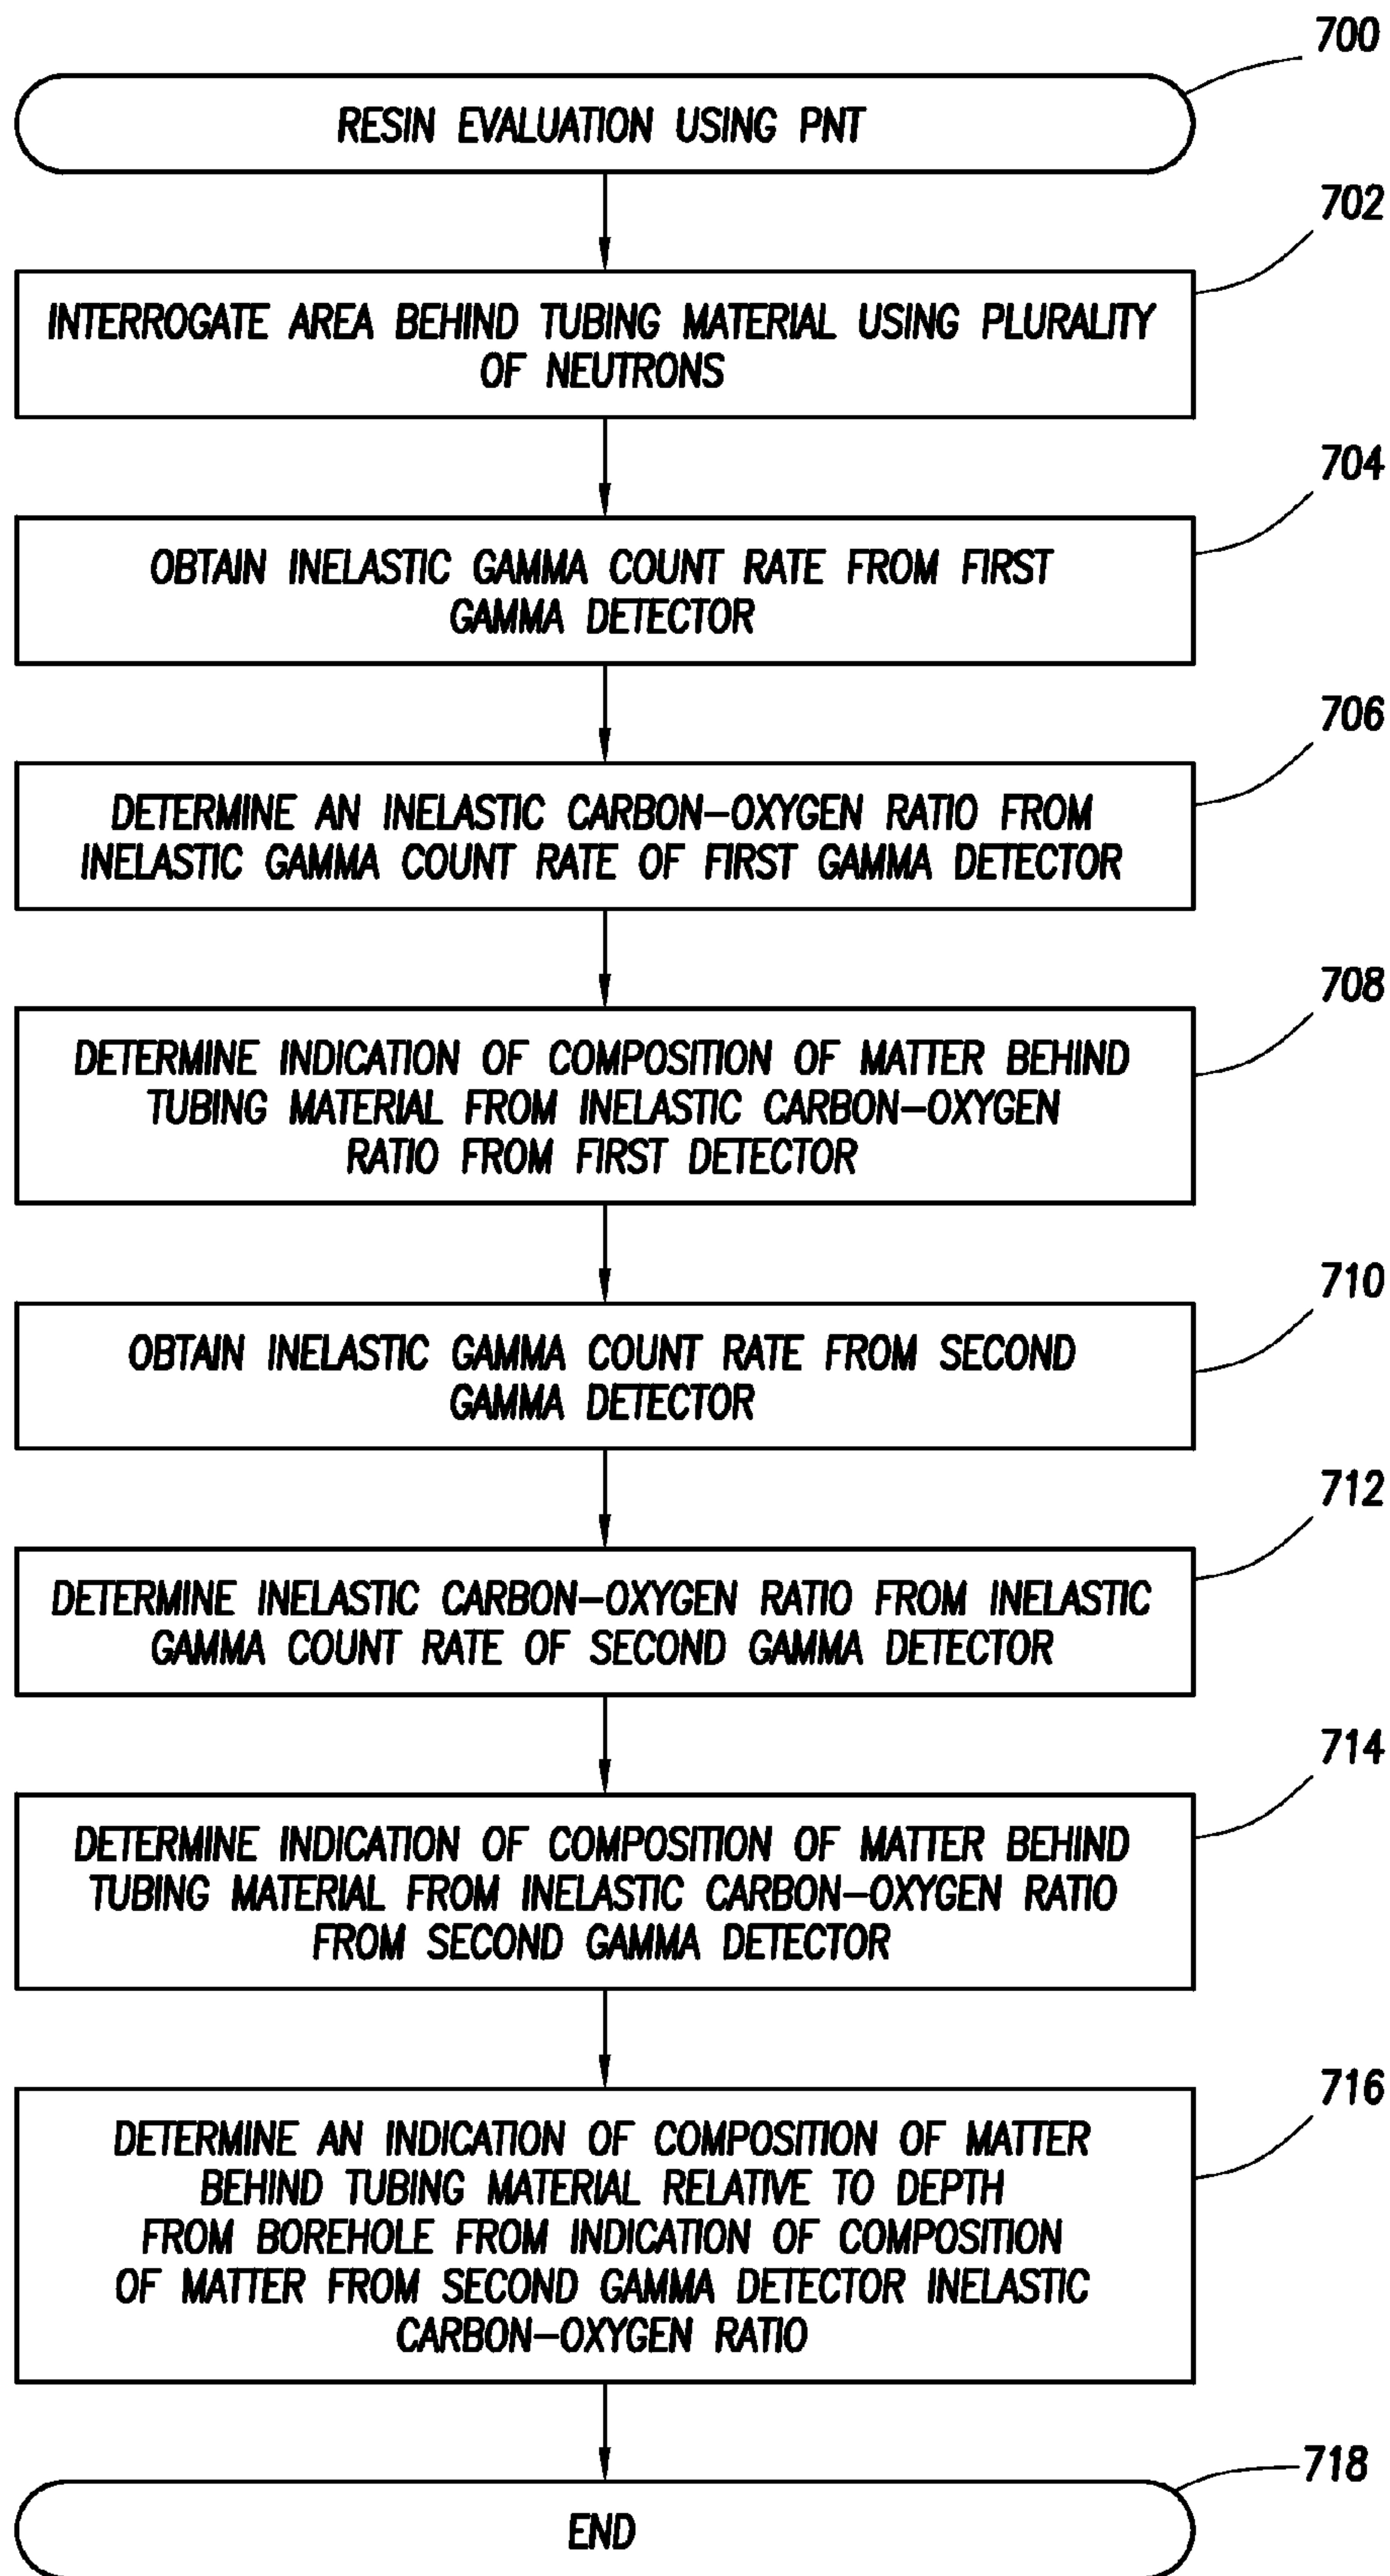 700
RESIN EVALUATION USING PNT
702
INTERROGATE AREA BEHIND TUBING MATERIAL USING PLURALITY
OF NEUTRONS
704
OBTAIN INELASTIC GAMMA COUNT RATE FROM FIRST
GAMMA DETECTOR
706
DETERMINE AN INELASTIC CARBON-OXYGEN RATIO FROM
INELASTIC GAMMA COUNT RATE OF FIRST GAMMA DETECTOR
708
DETERMINE INDICATION OF COMPOSITION OF MATTER BEHIND
TUBING MATERIAL FROM INELASTIC CARBON-OXYGEN
RATIO FROM FIRST DETECTOR
710
OBTAIN INELASTIC GAMMA COUNT RATE FROM SECOND
GAMMA DETECTOR
712
DETERMINE INELASTIC CARBON-OXYGEN RATIO FROM INELASTIC
GAMMA COUNT RATE OF SECOND GAMMA DETECTOR
714
DETERMINE INDICATION OF COMPOSITION OF MATTER BEHIND
TUBING MATERIAL FROM INELASTIC CARBON-OXYGEN RATIO
FROM SECOND GAMMA DETECTOR
716
DETERMINE AN INDICATION OF COMPOSITION OF MATTER
BEHIND TUBING MATERIAL RELATIVE TO DEPTH
FROM BOREHOLE FROM INDICATION OF COMPOSITION
OF MATTER FROM SECOND GAMMA DETECTOR INELASTIC
CARBON-OXYGEN RATIO
718
END